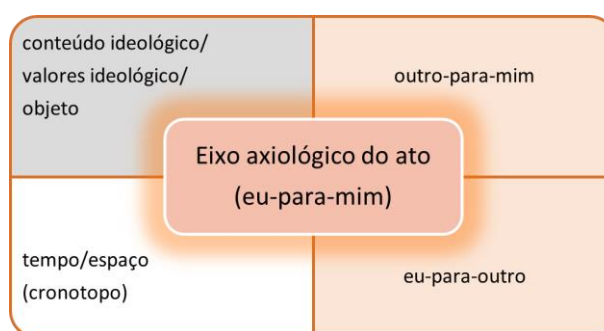 conteúdo ideológico/
valores ideológico/
objeto
outro-para-mim
Eixo axiológico do ato
(eu-para-mim)
tempo/espaço
(cronotopo)
eu-para-outro